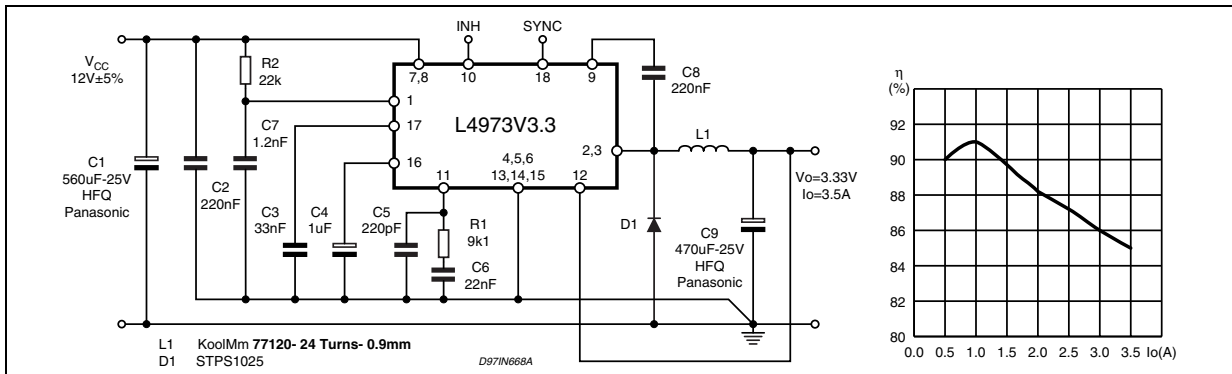 INH
SYNC
VCC
12V±5%
R2
22k
7,8
10
18
9
C8
220nF
1
17
16
L4973V3.3
4,5,6
13,14,15
11
12
2,3
L1
C7
1.2nF
C1
560uF-25V
HFQ
Panasonic
C2
220nF
C3
33nF
C4
1uF
C5
220pF
R1
9k1
C6
22nF
D1
C9
470uF-25V
HFQ
Panasonic
Vo=3.33V
Io=3.5A
L1 KoolMm 77120- 24 Turns- 0.9mm
D1 STPS1025
D97IN668A
η
(%)
92
90
88
86
84
82
80
0.0 0.5 1.0 1.5 2.0 2.5 3.0 3.5 Io(A)